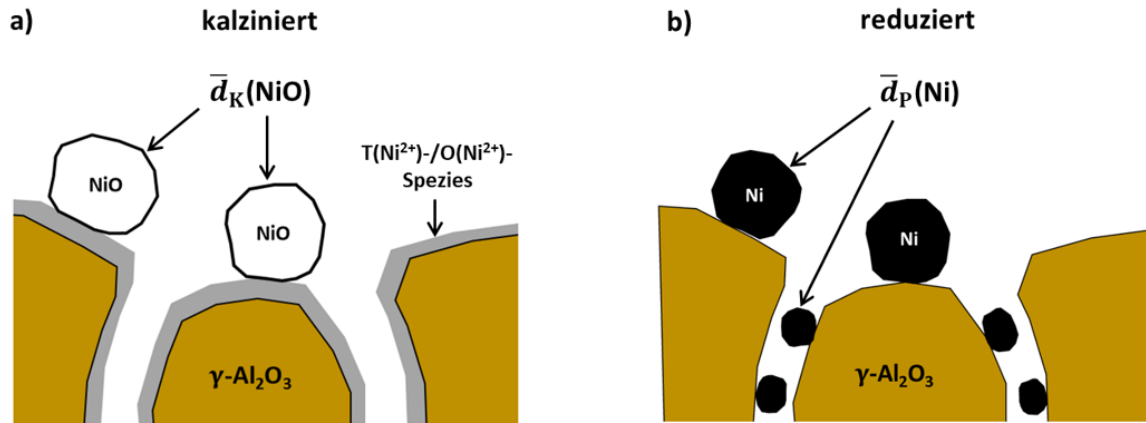 a)
kalziniert
d̅K(NiO)
T(Ni²⁺)-/O(Ni²⁺)-
Spezies
NiO
NiO
γ-Al₂O₃
b)
reduziert
d̅P(Ni)
Ni
Ni
γ-Al₂O₃